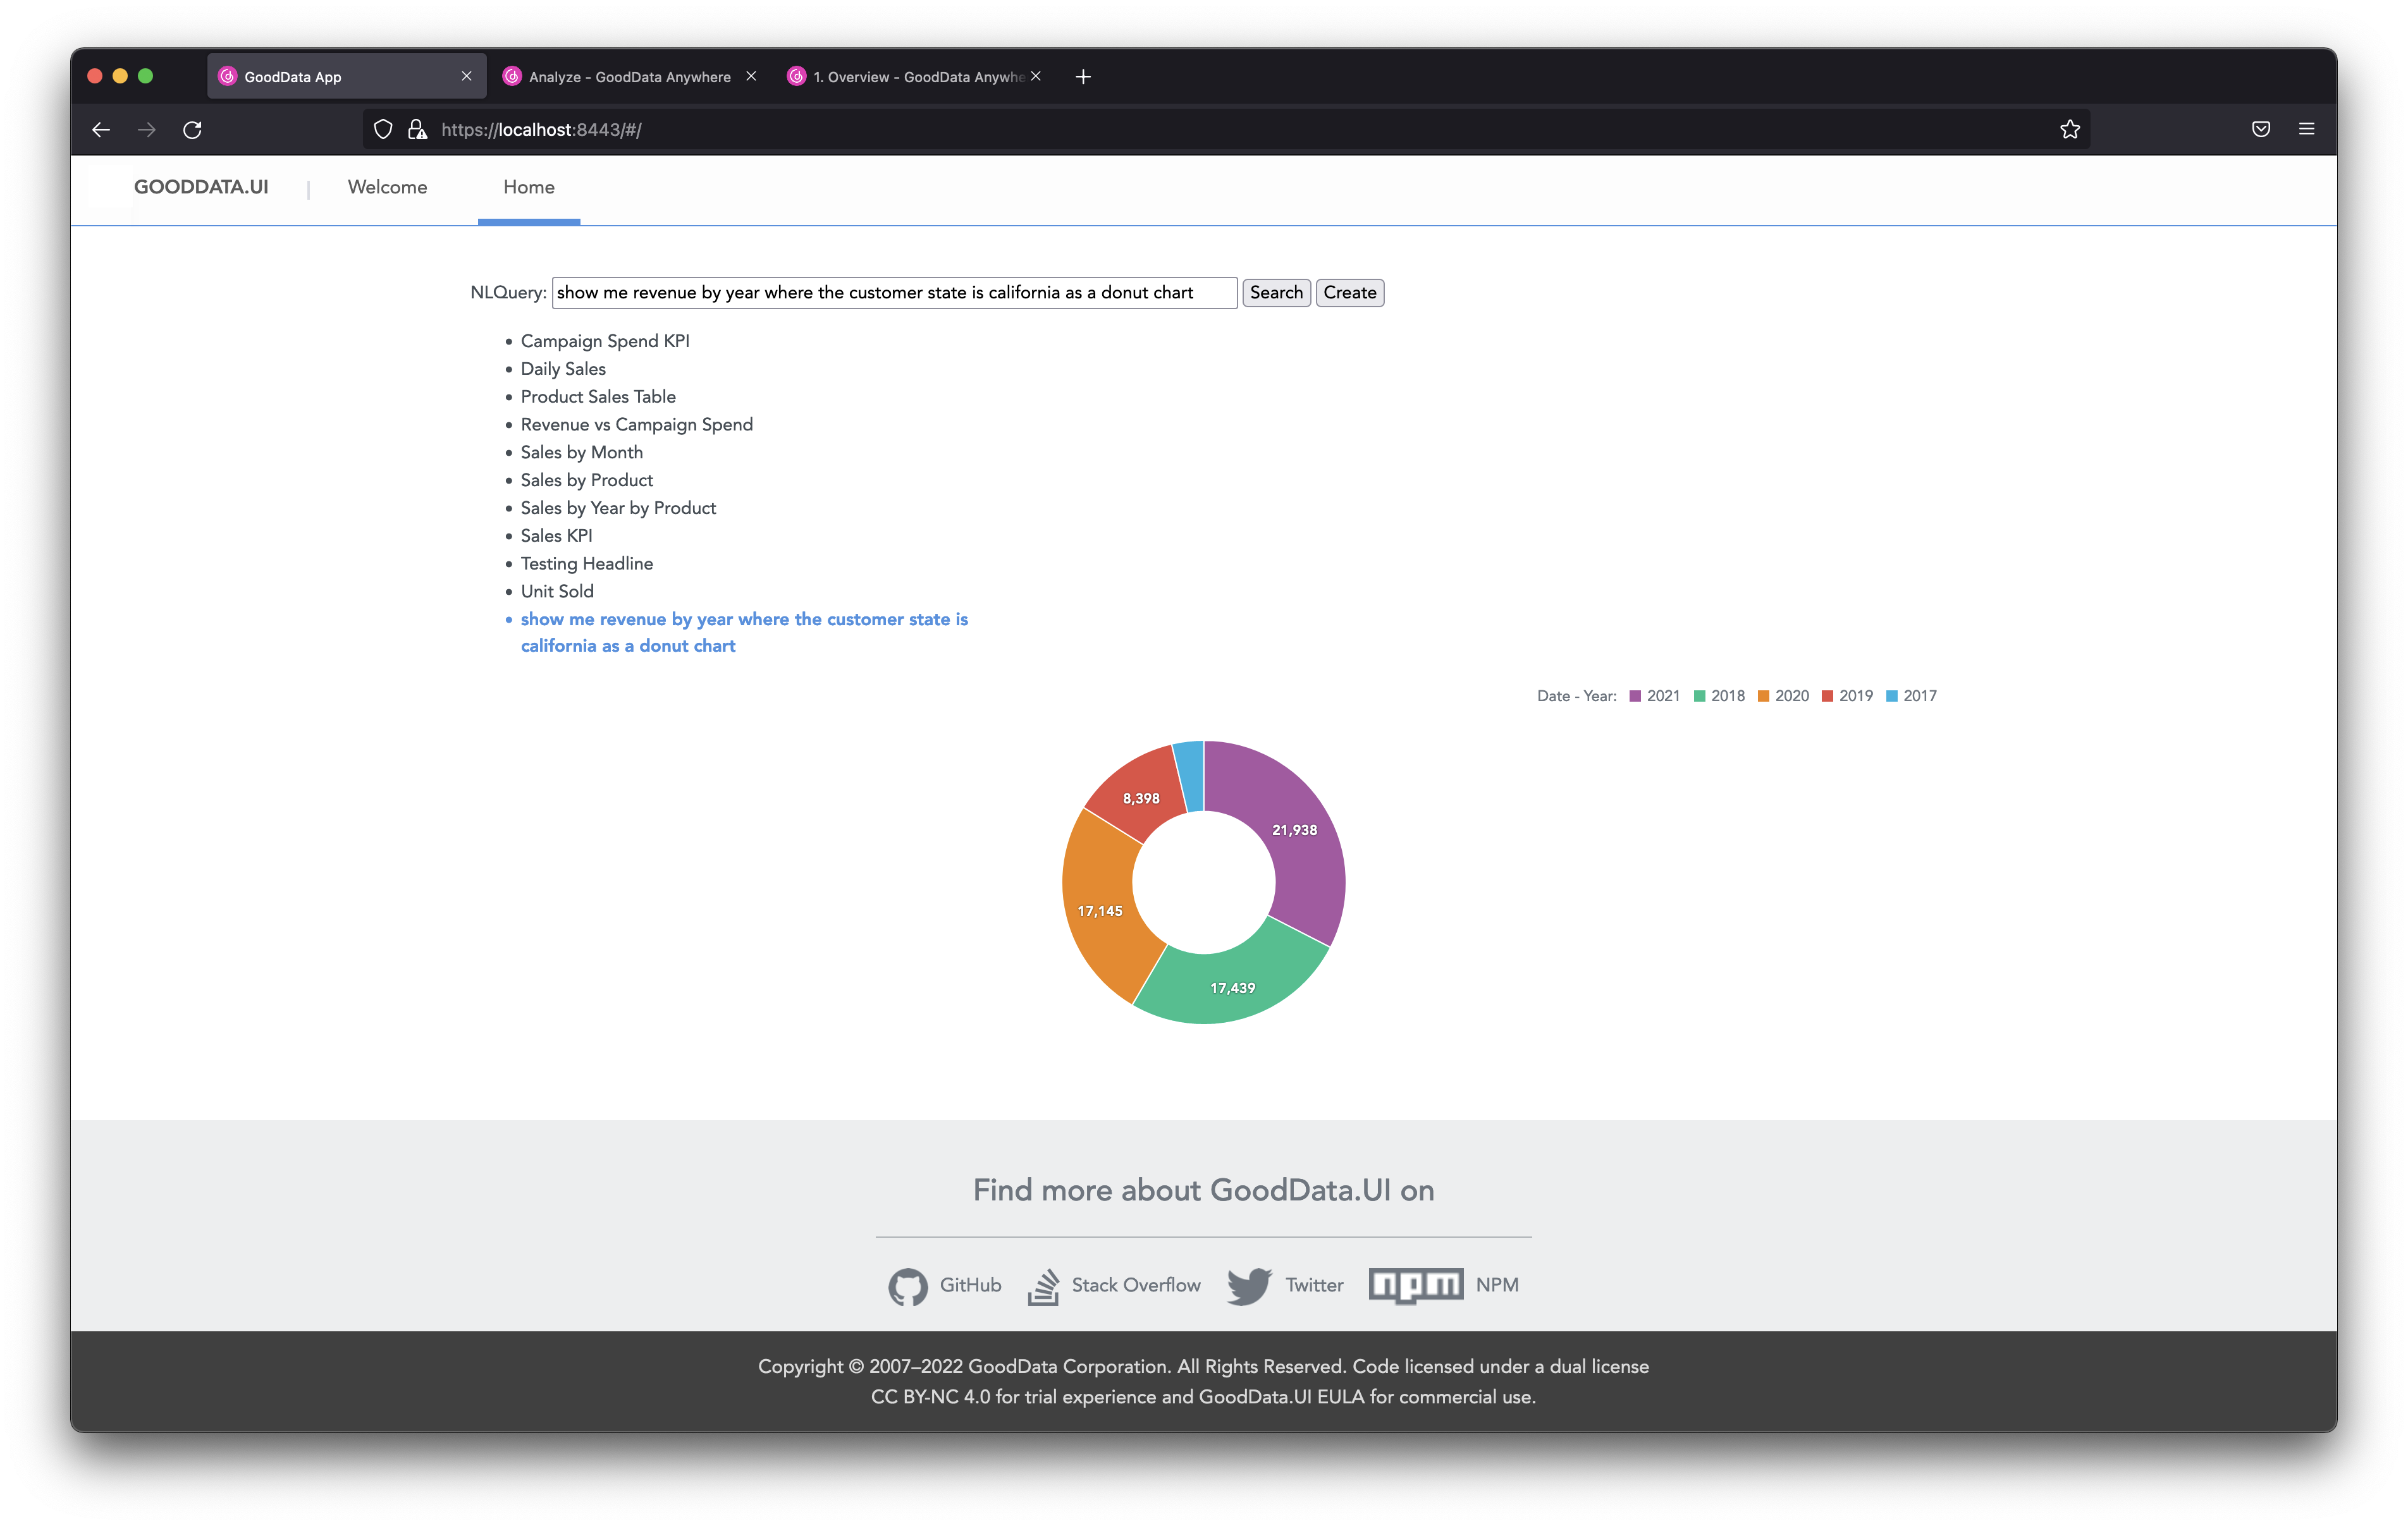 GoodData App
Analyze - GoodData Anywhere
1. Overview - GoodData Anywhe
https://localhost:8443/#/
GOODDATA.UI | Welcome Home
NLQuery: show me revenue by year where the customer state is california as a donut chart Search Create
Campaign Spend KPI
Daily Sales
Product Sales Table
Revenue vs Campaign Spend
Sales by Month
Sales by Product
Sales by Year by Product
Sales KPI
Testing Headline
Unit Sold
show me revenue by year where the customer state is
california as a donut chart
Date - Year: 2021 2018 2020 2019 2017
8,398
21,938
17,145
17,439
Find more about GoodData.UI on
GitHub Stack Overflow Twitter npm NPM
Copyright © 2007–2022 GoodData Corporation. All Rights Reserved. Code licensed under a dual license
CC BY-NC 4.0 for trial experience and GoodData.UI EULA for commercial use.